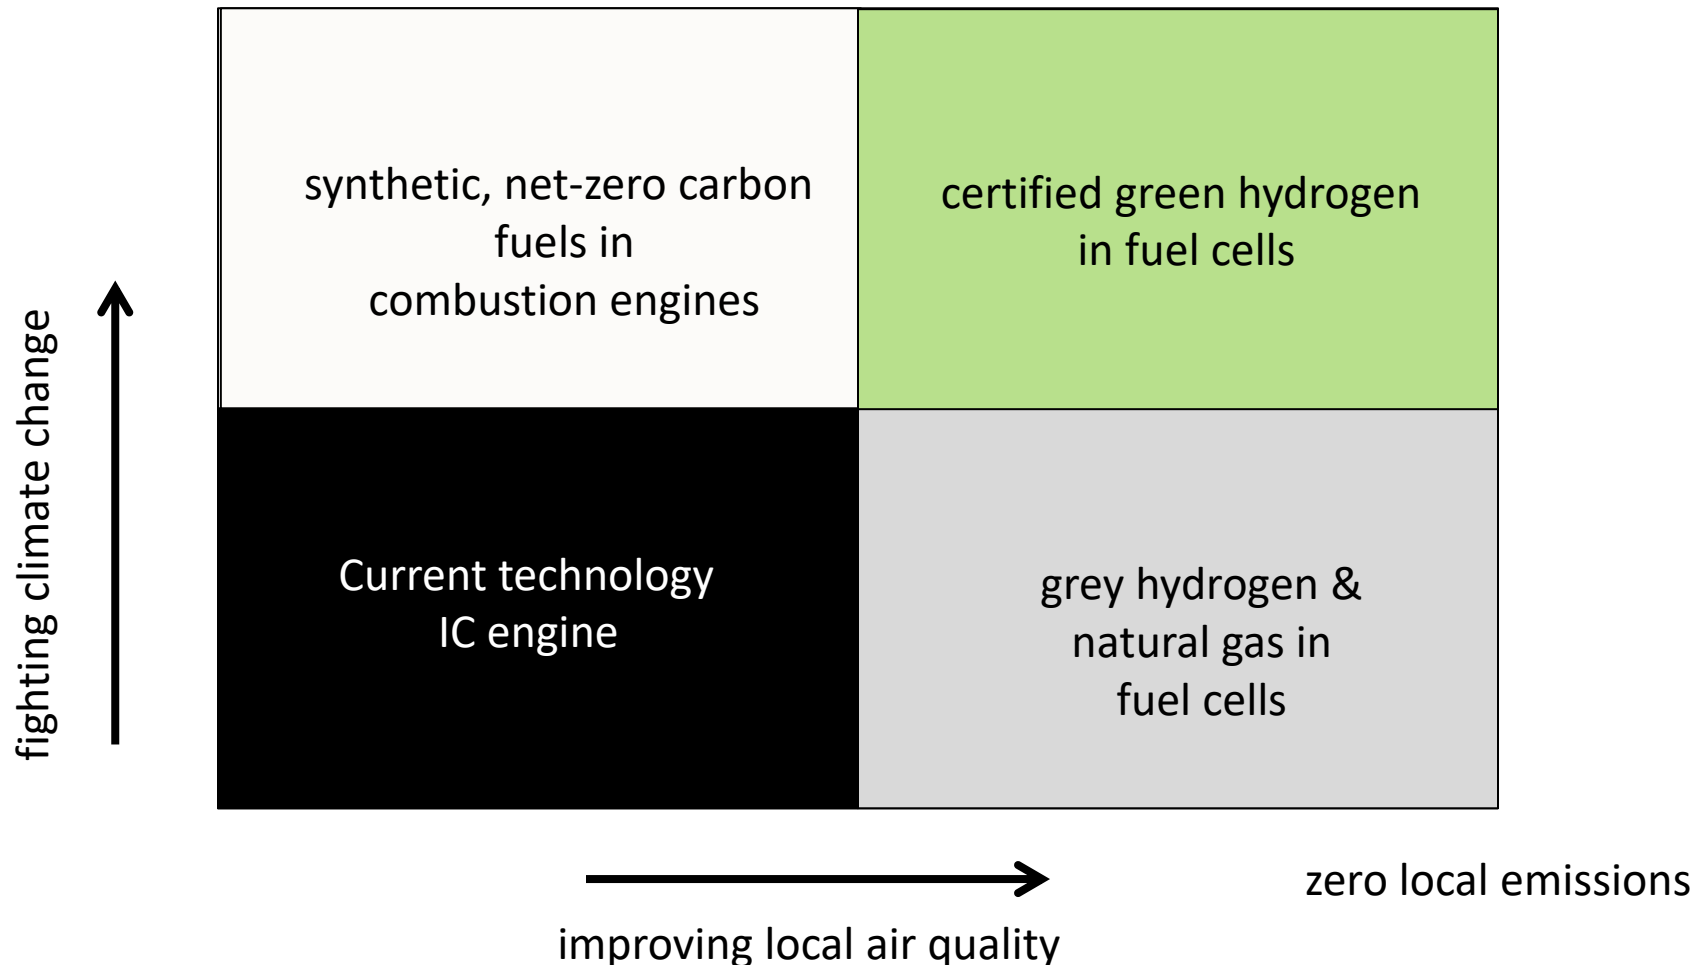 synthetic, net-zero carbon
fuels in
combustion engines
certified green hydrogen
in fuel cells
fighting climate change
Current technology
IC engine
grey hydrogen &
natural gas in
fuel cells
zero local emissions
improving local air quality